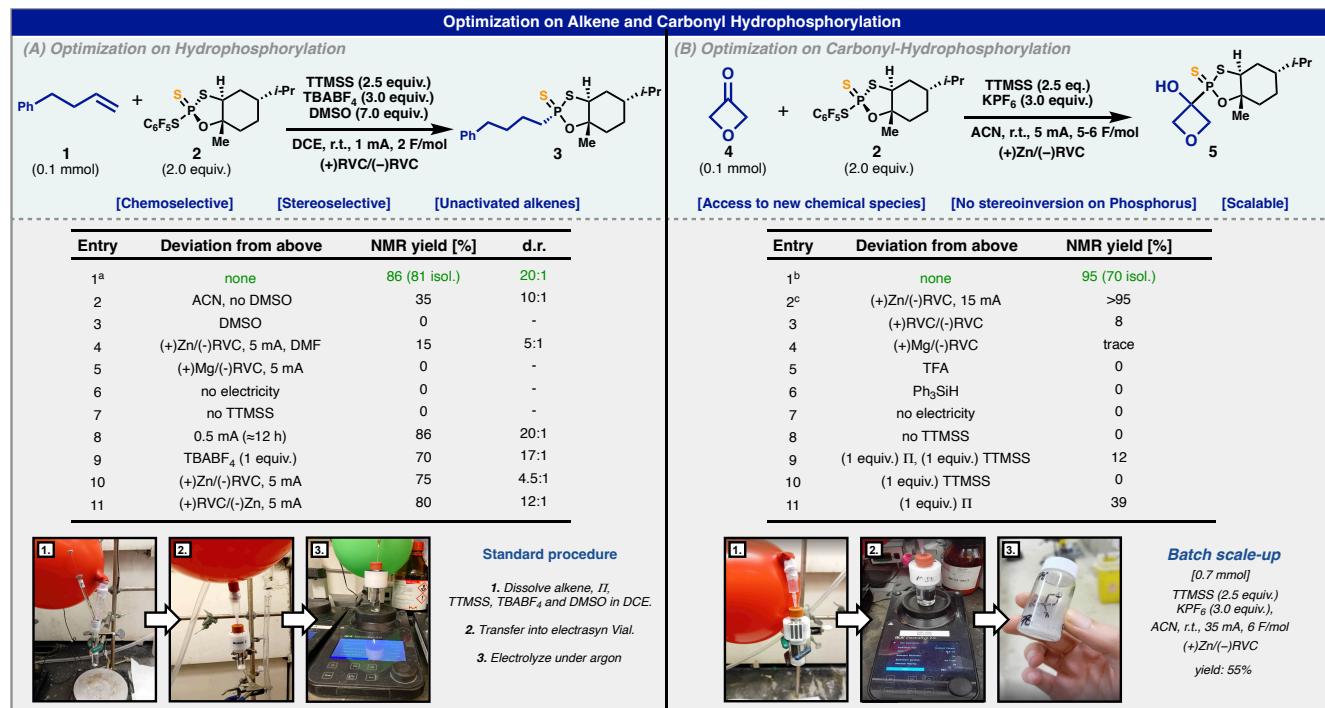 Optimization on Alkene and Carbonyl Hydrophosphorylation
(A) Optimization on Hydrophosphorylation
Ph
1
(0.1 mmol)
+
S
P
S
H
i-Pr
C6F5S
O
Me
2
(2.0 equiv.)
TTMSS (2.5 equiv.)
TBABF4 (3.0 equiv.)
DMSO (7.0 equiv.)
DCE, r.t., 1 mA, 2 F/mol
(+)RVC/(−)RVC
Ph
S
P
S
H
i-Pr
O
Me
3
[Chemoselective] [Stereoselective] [Unactivated alkenes]
Entry Deviation from above NMR yield [%] d.r.
1a none 86 (81 isol.) 20:1
2 ACN, no DMSO 35 10:1
3 DMSO 0 -
4 (+)Zn/(-)RVC, 5 mA, DMF 15 5:1
5 (+)Mg/(-)RVC, 5 mA 0 -
6 no electricity 0 -
7 no TTMSS 0 -
8 0.5 mA (≈12 h) 86 20:1
9 TBABF4 (1 equiv.) 70 17:1
10 (+)Zn/(-)RVC, 5 mA 75 4.5:1
11 (+)RVC/(-)Zn, 5 mA 80 12:1
1.
2.
3.
Standard procedure
1. Dissolve alkene, Π,
TTMSS, TBABF4 and DMSO in DCE.
2. Transfer into electrasyn Vial.
3. Electrolyze under argon
(B) Optimization on Carbonyl-Hydrophosphorylation
O
O
4
(0.1 mmol)
+
S
P
S
H
i-Pr
C6F5S
O
Me
2
(2.0 equiv.)
TTMSS (2.5 eq.)
KPF6 (3.0 equiv.)
ACN, r.t., 5 mA, 5-6 F/mol
(+)Zn/(−)RVC
S
P
S
H
i-Pr
HO
O
Me
O
5
[Access to new chemical species] [No stereoinversion on Phosphorus] [Scalable]
Entry Deviation from above NMR yield [%]
1b none 95 (70 isol.)
2c (+)Zn/(-)RVC, 15 mA >95
3 (+)RVC/(-)RVC 8
4 (+)Mg/(-)RVC trace
5 TFA 0
6 Ph3SiH 0
7 no electricity 0
8 no TTMSS 0
9 (1 equiv.) Π, (1 equiv.) TTMSS 12
10 (1 equiv.) TTMSS 0
11 (1 equiv.) Π 39
1.
2.
3.
Batch scale-up
[0.7 mmol]
TTMSS (2.5 equiv.)
KPF6 (3.0 equiv.),
ACN, r.t., 35 mA, 6 F/mol
(+)Zn/(−)RVC
yield: 55%